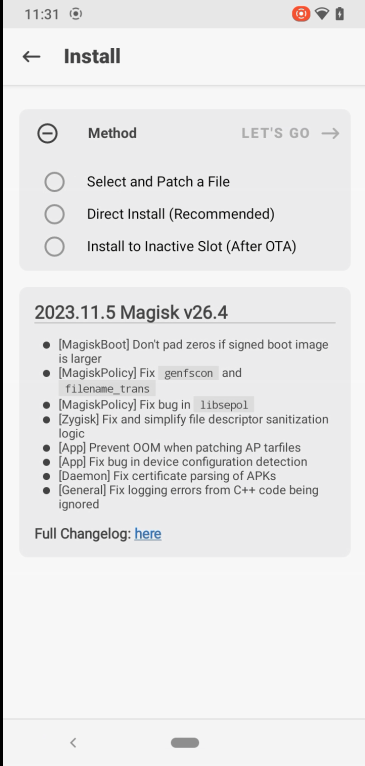 11:31
Install
Method
LET'S GO
Select and Patch a File
Direct Install (Recommended)
Install to Inactive Slot (After OTA)
2023.11.5 Magisk v26.4
[MagiskBoot] Don't pad zeros if signed boot image
is larger
[MagiskPolicy] Fix genfscon and
filename_trans
[MagiskPolicy] Fix bug in libsepol
[Zygisk] Fix and simplify file descriptor sanitization
logic
[App] Prevent OOM when patching AP tarfiles
[App] Fix bug in device configuration detection
[Daemon] Fix certificate parsing of APKs
[General] Fix logging errors from C++ code being
ignored
Full Changelog: here